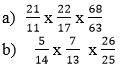 a) 21/11 x 22/17 x 68/63
b) 5/14 x 7/13 x 26/25